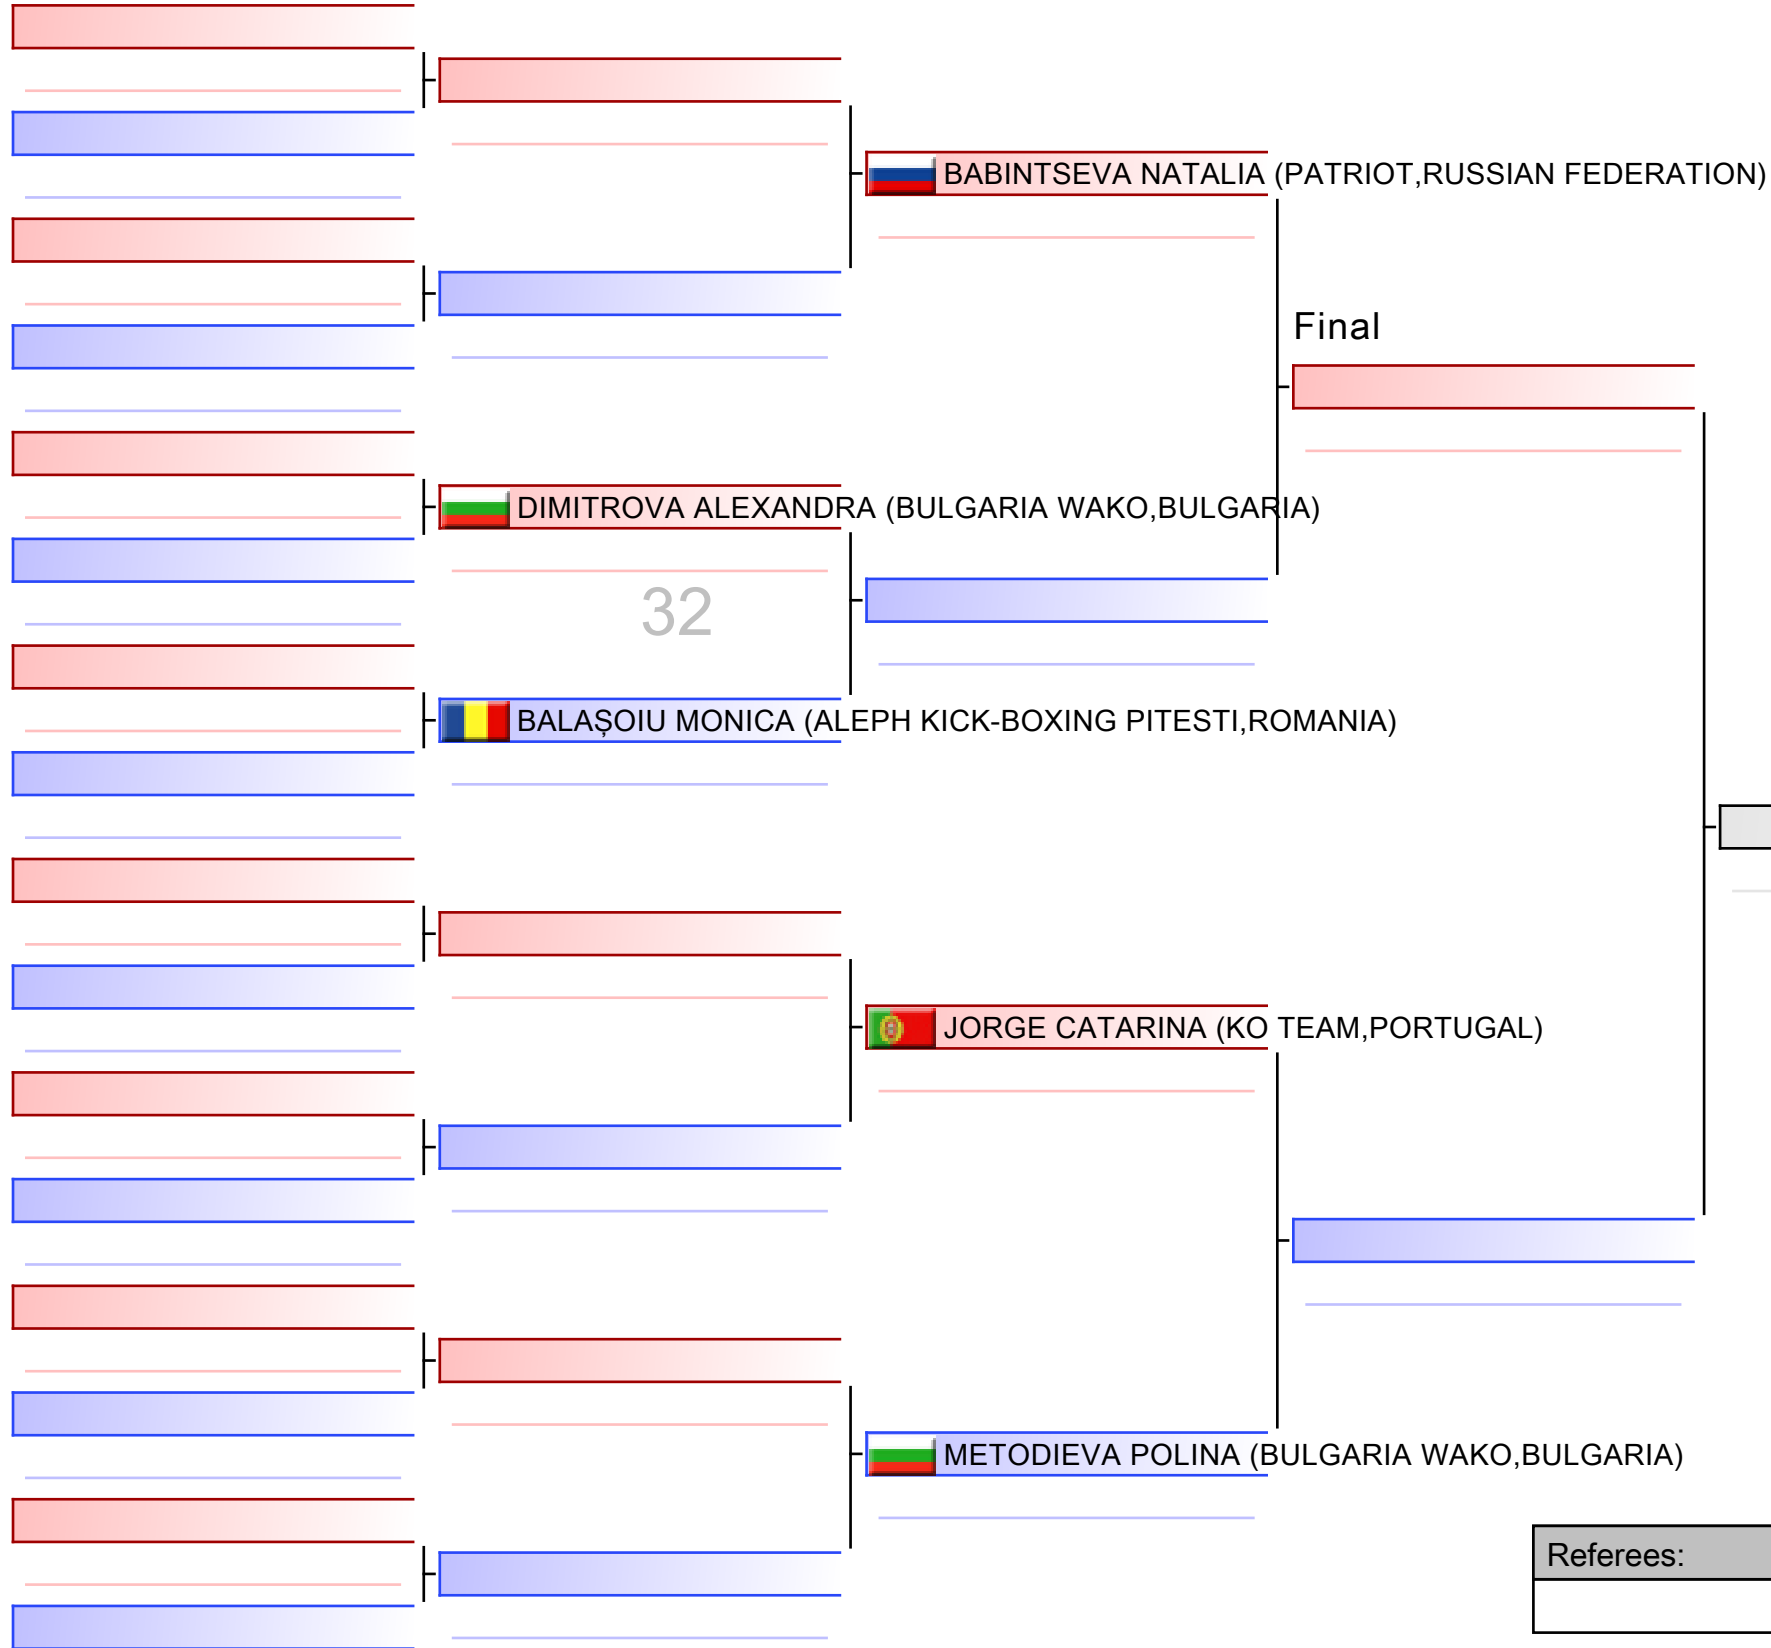 BABINTSEVA NATALIA (PATRIOT,RUSSIAN FEDERATION)
Final
DIMITROVA ALEXANDRA (BULGARIA WAKO,BULGARIA)
32
BALAȘOIU MONICA (ALEPH KICK-BOXING PITESTI,ROMANIA)
JORGE CATARINA (KO TEAM,PORTUGAL)
METODIEVA POLINA (BULGARIA WAKO,BULGARIA)
Referees: